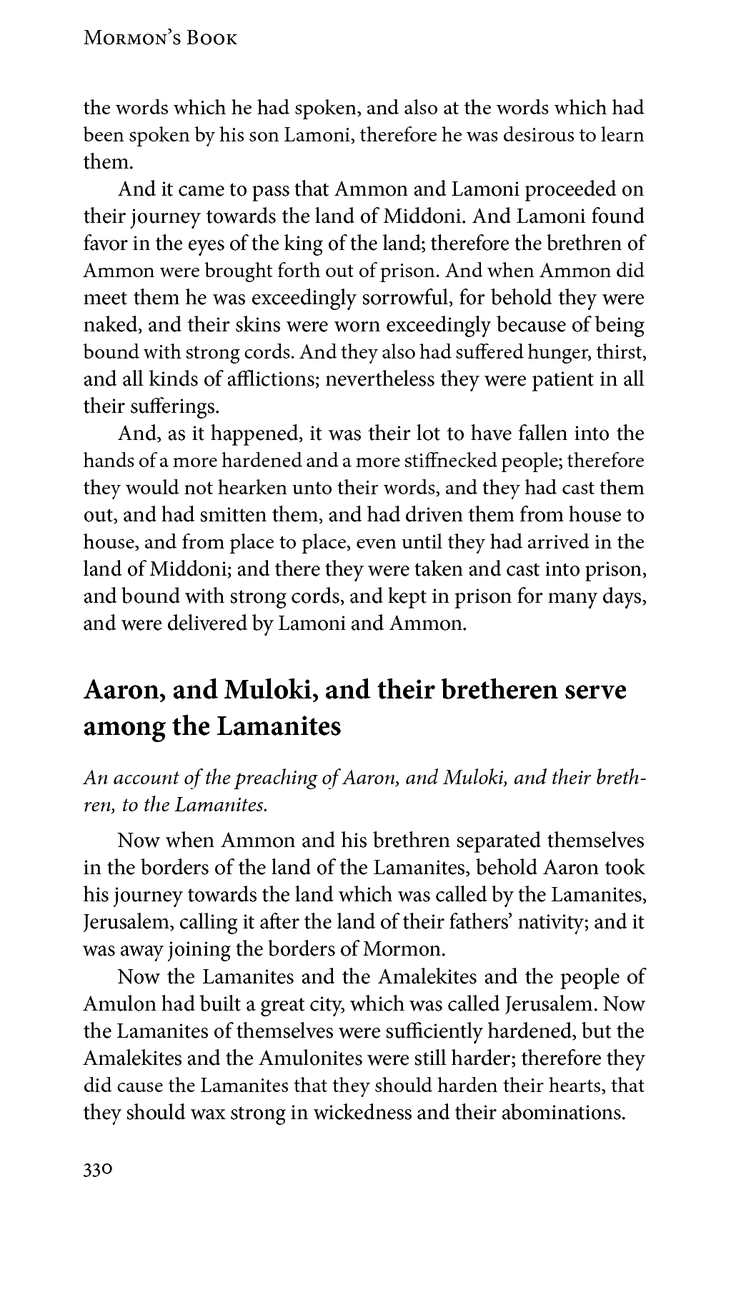 Mormon’s Book
the words which he had spoken, and also at the words which had
been spoken by his son Lamoni, therefore he was desirous to learn
them.
And it came to pass that Ammon and Lamoni proceeded on
their journey towards the land of Middoni. And Lamoni found
favor in the eyes of the king of the land; therefore the brethren of
Ammon were brought forth out of prison. And when Ammon did
meet them he was exceedingly sorrowful, for behold they were
naked, and their skins were worn exceedingly because of being
bound with strong cords. And they also had suffered hunger, thirst,
and all kinds of afflictions; nevertheless they were patient in all
their sufferings.
And, as it happened, it was their lot to have fallen into the
hands of a more hardened and a more stiffnecked people; therefore
they would not hearken unto their words, and they had cast them
out, and had smitten them, and had driven them from house to
house, and from place to place, even until they had arrived in the
land of Middoni; and there they were taken and cast into prison,
and bound with strong cords, and kept in prison for many days,
and were delivered by Lamoni and Ammon.
Aaron, and Muloki, and their bretheren serve
among the Lamanites
An account of the preaching of Aaron, and Muloki, and their breth-
ren, to the Lamanites.
Now when Ammon and his brethren separated themselves
in the borders of the land of the Lamanites, behold Aaron took
his journey towards the land which was called by the Lamanites,
Jerusalem, calling it after the land of their fathers’ nativity; and it
was away joining the borders of Mormon.
Now the Lamanites and the Amalekites and the people of
Amulon had built a great city, which was called Jerusalem. Now
the Lamanites of themselves were sufficiently hardened, but the
Amalekites and the Amulonites were still harder; therefore they
did cause the Lamanites that they should harden their hearts, that
they should wax strong in wickedness and their abominations.
330